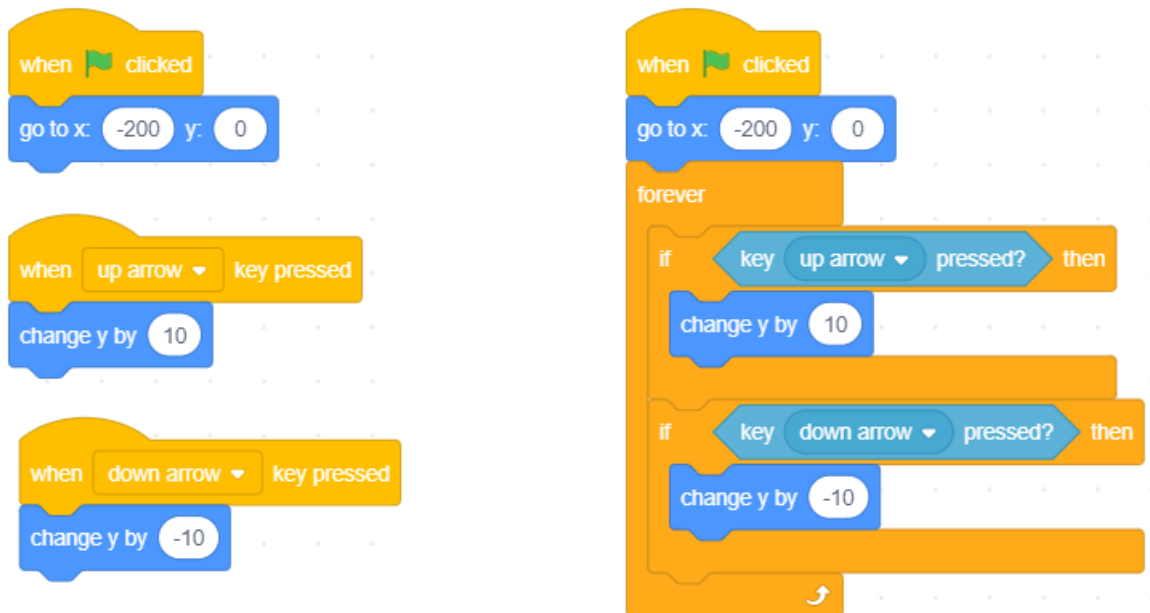 when clicked
go to x: -200 y: 0
when up arrow key pressed
change y by 10
when down arrow key pressed
change y by -10
when clicked
go to x: -200 y: 0
forever
if key up arrow pressed? then
change y by 10
if key down arrow pressed? then
change y by -10